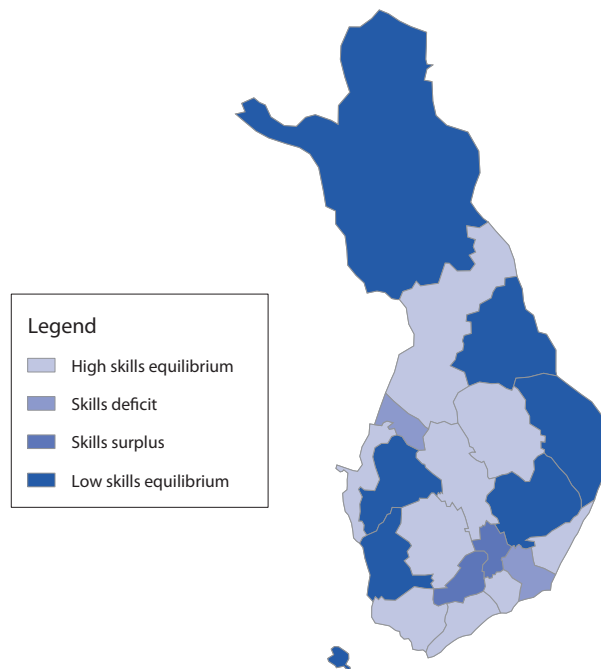 Legend
High skills equilibrium
Skills deficit
Skills surplus
Low skills equilibrium